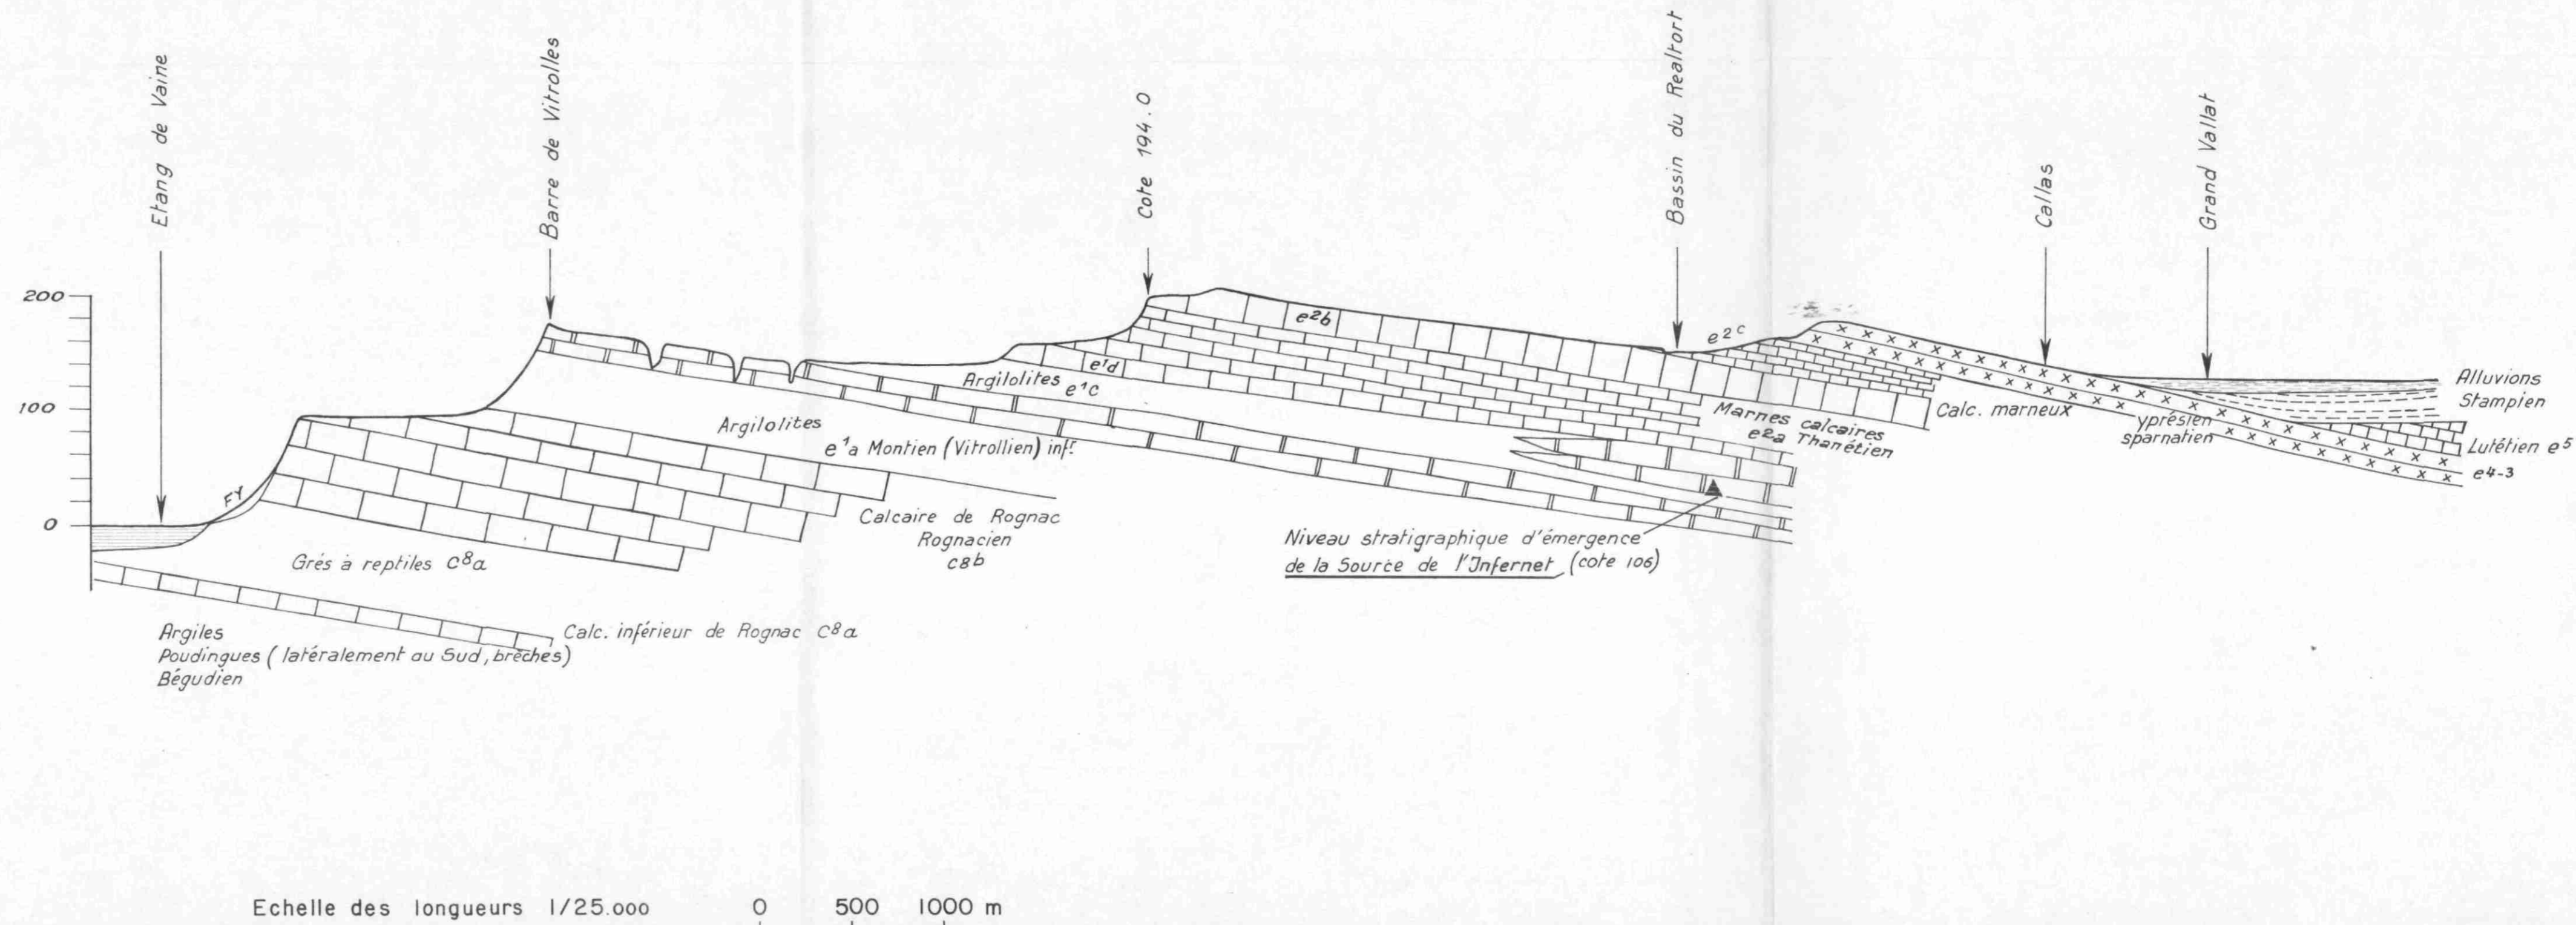 Etang de Vaine
Barre de Vitrolles
Cote 194.0
Bassin du Realtort
Callas
Grand Vallat
200
100
0
FY
e2b
e2c
e1d
Argilolites
e1c
Argilolites
e1a Montien (Vitrollien) infr
Calcaire de Rognac
Rognacien
c8b
Grés à reptiles c8a
Calc. inférieur de Rognac c8a
Argiles
Poudingues (latéralement au Sud, brèches)
Bégudien
Marnes calcaires
e2a Thanétien
Calc. marneux
yprésien
sparnatien
Alluvions
Stampien
Lutétien e5
e4-3
Niveau stratigraphique d'émergence
de la Source de l'Infernet (cote 106)
Echelle des longueurs 1/25.000
0 500 1000 m